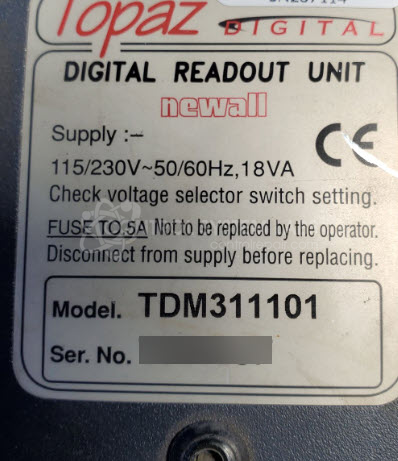 Topaz DIGITAL
DIGITAL READOUT UNIT
newall
Supply :–
CE
115/230V~50/60Hz,18VA
Check voltage selector switch setting.
FUSE TO.5A Not to be replaced by the operator.
Disconnect from supply before replacing.
Model. TDM311101
Ser. No.